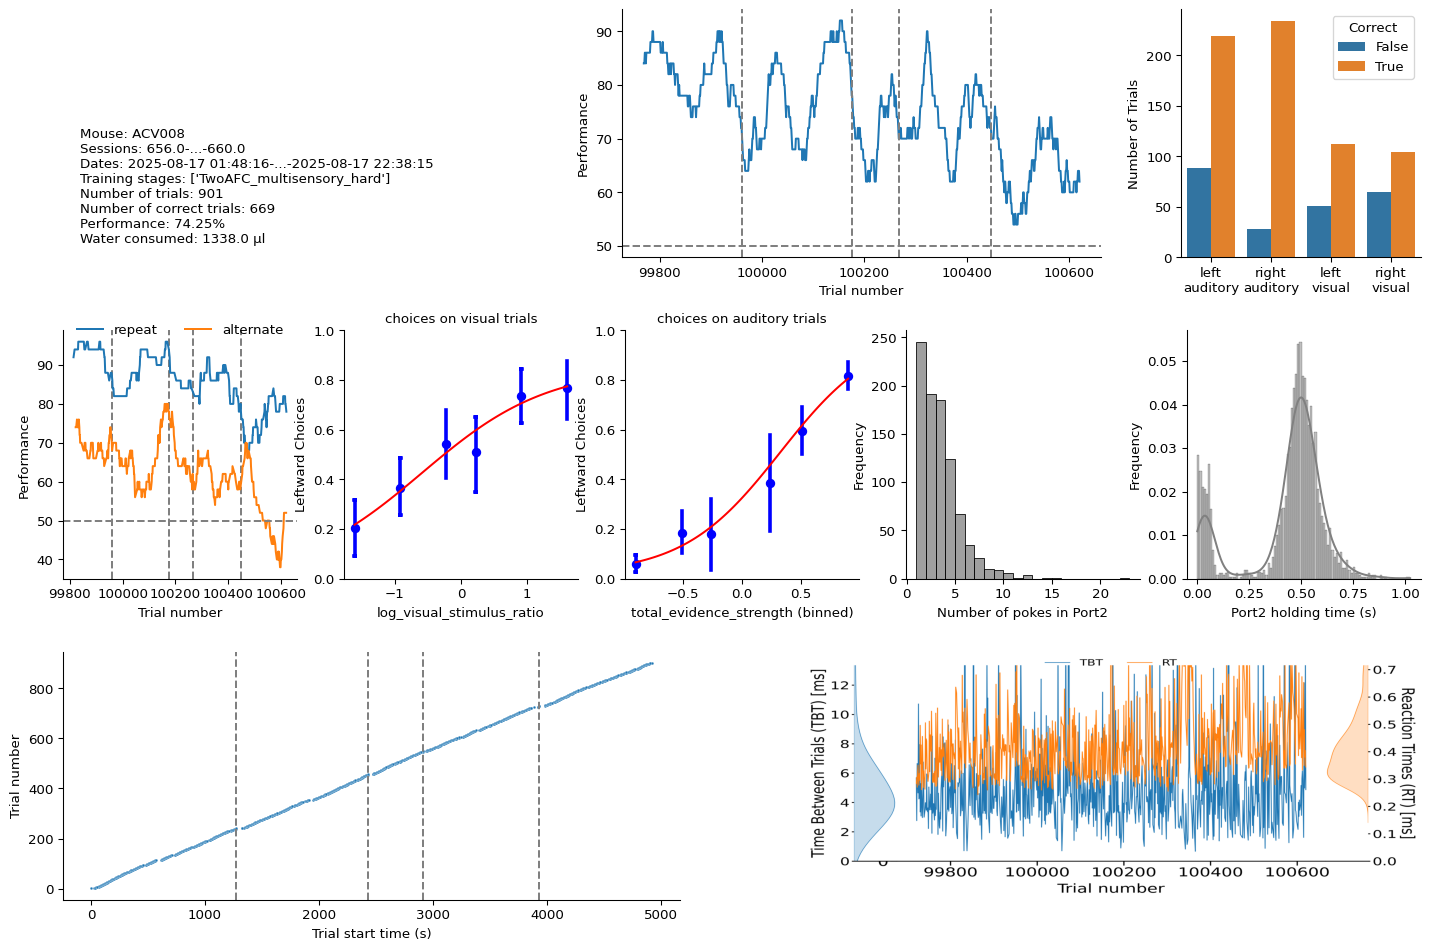 Mouse: ACV008
Sessions: 656.0-...-660.0
Dates: 2025-08-17 01:48:16-...-2025-08-17 22:38:15
Training stages: ['TwoAFC_multisensory_hard']
Number of trials: 901
Number of correct trials: 669
Performance: 74.25%
Water consumed: 1338.0 µl
Performance
90
80
70
60
50
99800 100000 100200 100400 100600
Trial number
Number of Trials
200
150
100
50
0
Correct
False
True
left auditory
right auditory
left visual
right visual
repeat alternate
Performance
90
80
70
60
50
40
99800 100000 100200 100400 100600
Trial number
choices on visual trials
Leftward Choices
1.0
0.8
0.6
0.4
0.2
0.0
−1 0 1
log_visual_stimulus_ratio
choices on auditory trials
Leftward Choices
1.0
0.8
0.6
0.4
0.2
0.0
−0.5 0.0 0.5
total_evidence_strength (binned)
Frequency
250
200
150
100
50
0
0 5 10 15 20
Number of pokes in Port2
Frequency
0.05
0.04
0.03
0.02
0.01
0.00
0.00 0.25 0.50 0.75 1.00
Port2 holding time (s)
Trial number
800
600
400
200
0
0 1000 2000 3000 4000 5000
Trial start time (s)
TBT RT
Time Between Trials (TBT) [ms]
12
10
8
6
4
2
0
0
99800 100000 100200 100400 100600
Trial number
0.7
0.6
0.5
0.4
0.3
0.2
0.1
0.0
Reaction Times (RT) [ms]